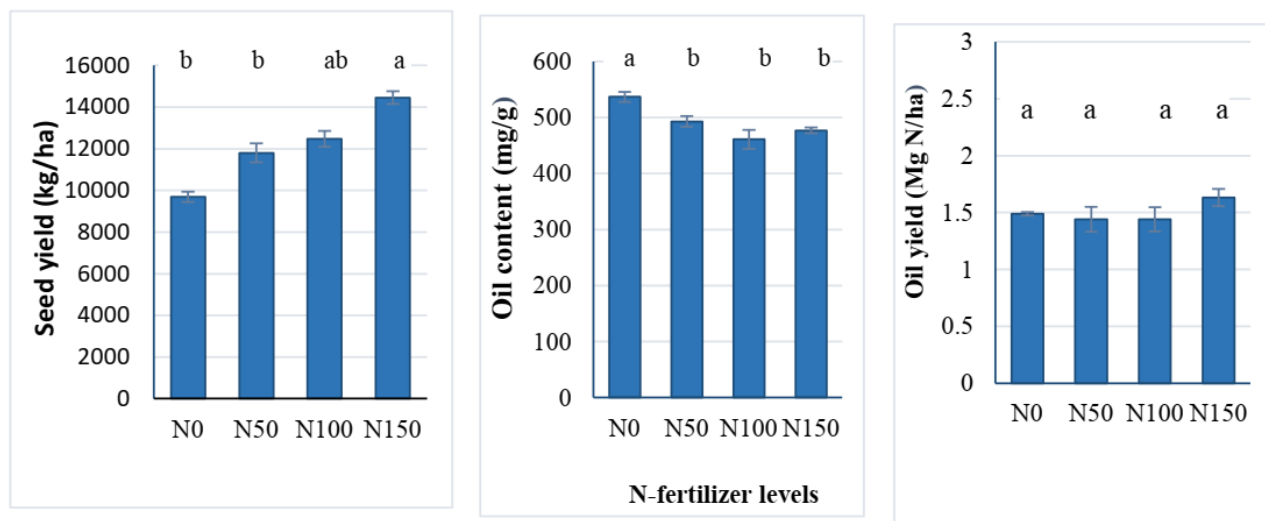 Seed yield (kg/ha)
16000
14000
12000
10000
8000
6000
4000
2000
0
b b ab a
N0 N50 N100 N150
Oil content (mg/g)
600
500
400
300
200
100
0
a b b b
N0 N50 N100 N150
N-fertilizer levels
Oil yield (Mg N/ha)
3
2.5
2
1.5
1
0.5
0
a a a a
N0 N50 N100 N150